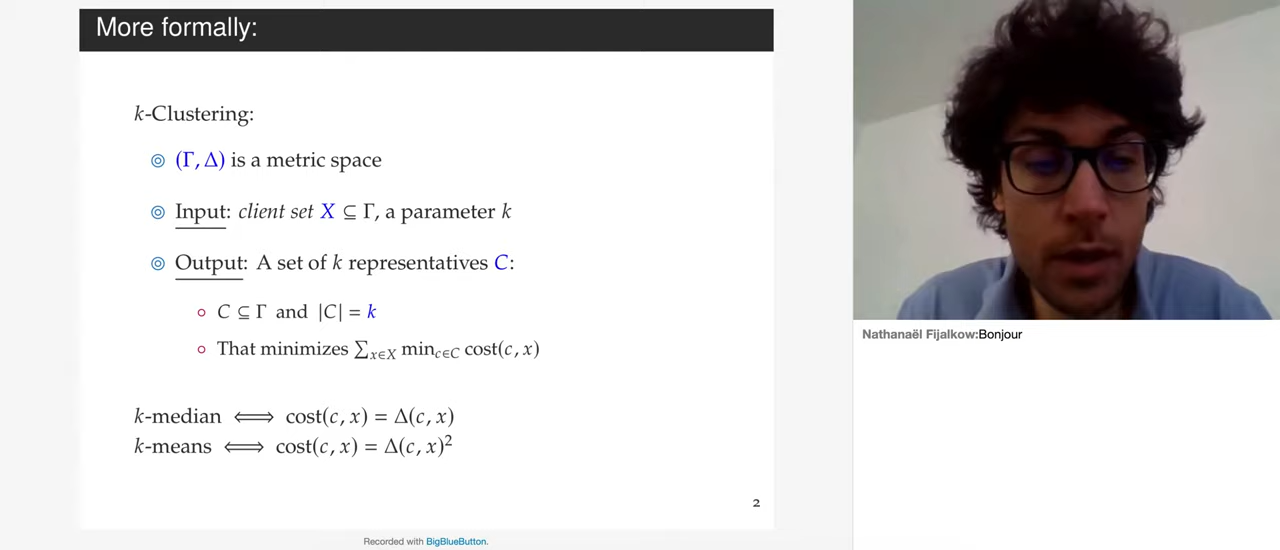 More formally:
k-Clustering:
(Γ, Δ) is a metric space
Input: client set X ⊆ Γ, a parameter k
Output: A set of k representatives C:
C ⊆ Γ and |C| = k
That minimizes ∑x∈X minc∈C cost(c, x)
k-median ⟺ cost(c, x) = Δ(c, x)
k-means ⟺ cost(c, x) = Δ(c, x)²
2
Recorded with BigBlueButton.
Nathanaël Fijalkow:Bonjour